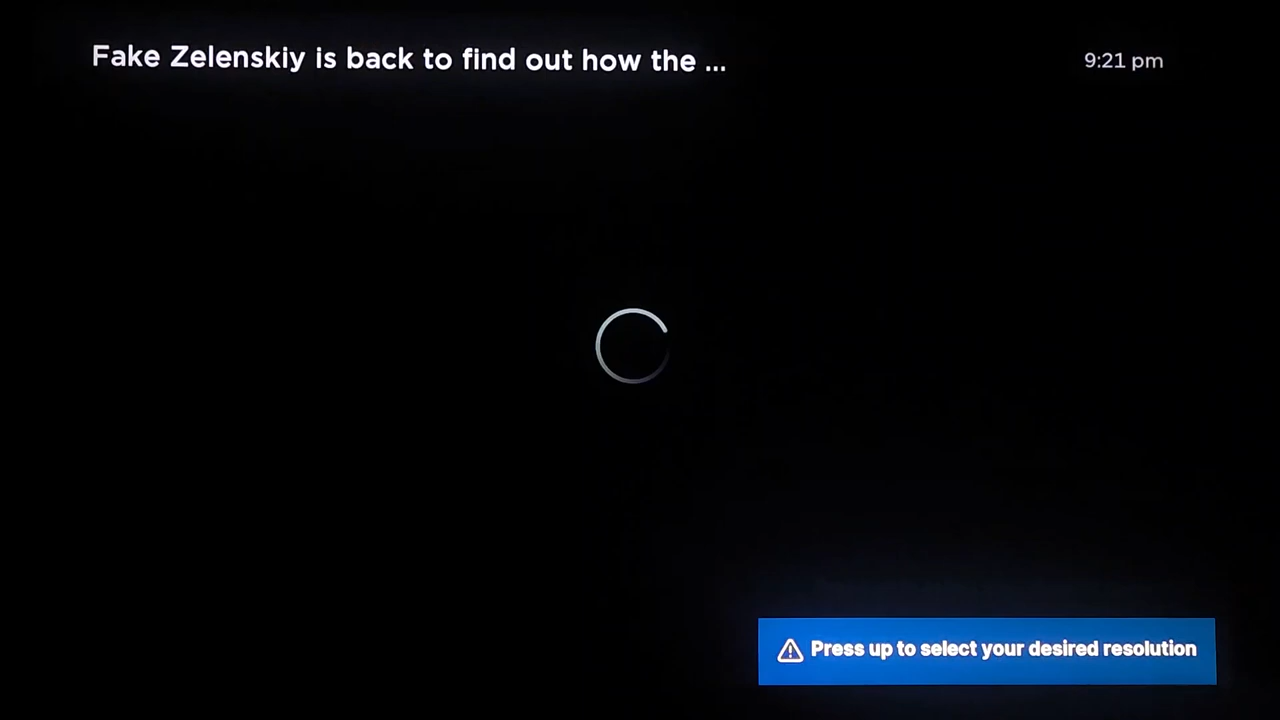 Fake Zelenskiy is back to find out how the ...
9:21 pm
Press up to select your desired resolution